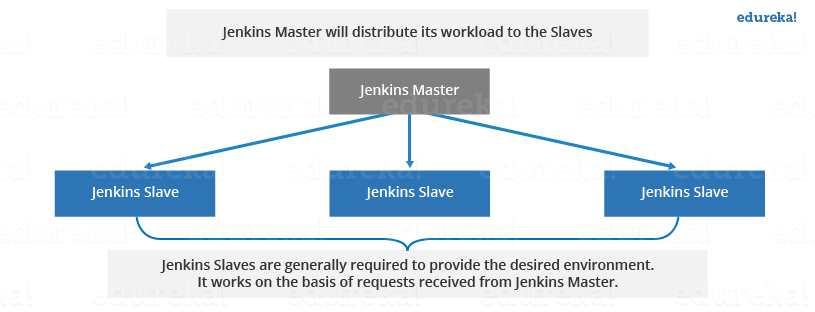 edureka!
Jenkins Master will distribute its workload to the Slaves
Jenkins Master
Jenkins Slave
Jenkins Slave
Jenkins Slave
Jenkins Slaves are generally required to provide the desired environment.
It works on the basis of requests received from Jenkins Master.